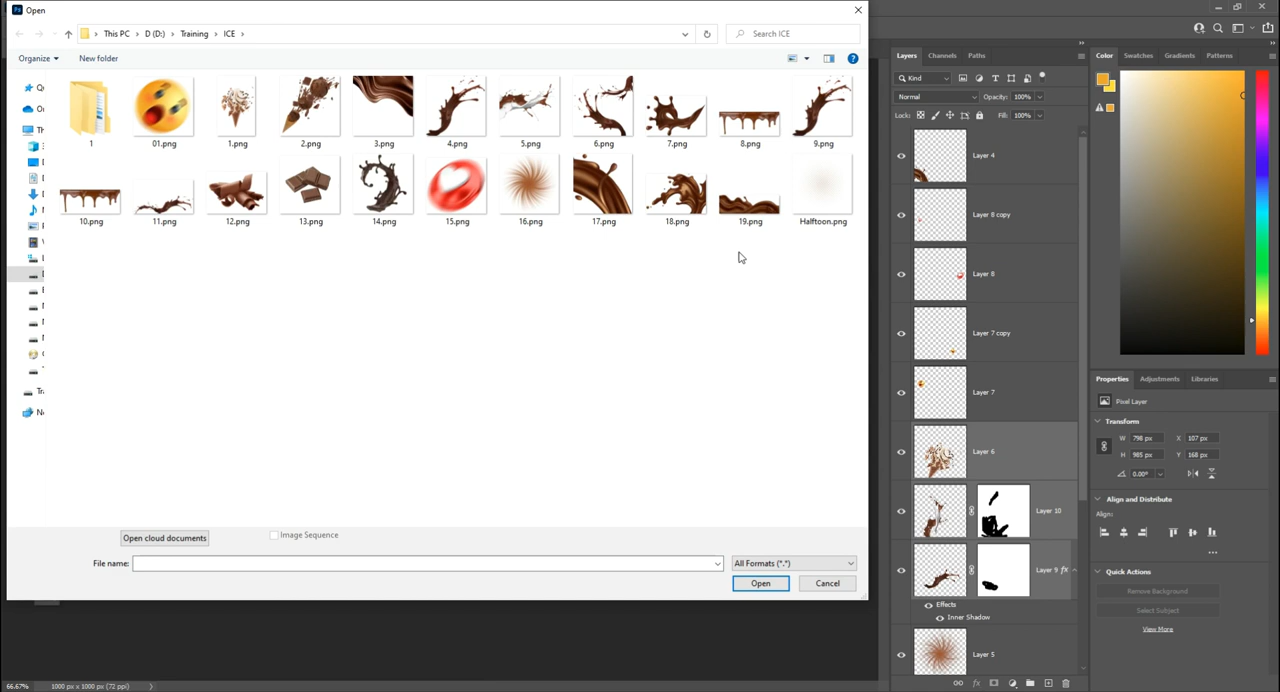 Open
This PC > D (D:) > Training > ICE >
Search ICE
Organize
New folder
1
01.png
1.png
2.png
3.png
4.png
5.png
6.png
7.png
8.png
9.png
10.png
11.png
12.png
13.png
14.png
15.png
16.png
17.png
18.png
19.png
Halftoon.png
Open cloud documents
Image Sequence
File name:
All Formats (*.*)
Open
Cancel
66.67%
1000 px x 1000 px (72 ppi)
Layers
Channels
Paths
Kind
Normal
Opacity: 100%
Lock:
Fill: 100%
Layer 4
Layer 8 copy
Layer 8
Layer 7 copy
Layer 7
Layer 6
Layer 10
Layer 9 fx
Effects
Inner Shadow
Layer 5
Color
Swatches
Gradients
Patterns
Properties
Adjustments
Libraries
Pixel Layer
Transform
W 798 px X 107 px
H 985 px Y 168 px
0.00°
Align and Distribute
Align:
Quick Actions
Remove Background
Select Subject
View More